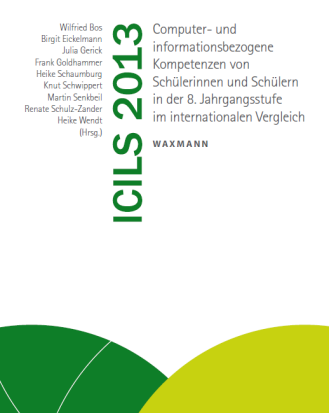 Wilfried Bos
Birgit Eickelmann
Julia Gerick
Frank Goldhammer
Heike Schaumburg
Knut Schwippert
Martin Senkbeil
Renate Schulz-Zander
Heike Wendt
(Hrsg.)
ICILS 2013
Computer- und
informationsbezogene
Kompetenzen von
Schülerinnen und Schülern
in der 8. Jahrgangsstufe
im internationalen Vergleich
WAXMANN